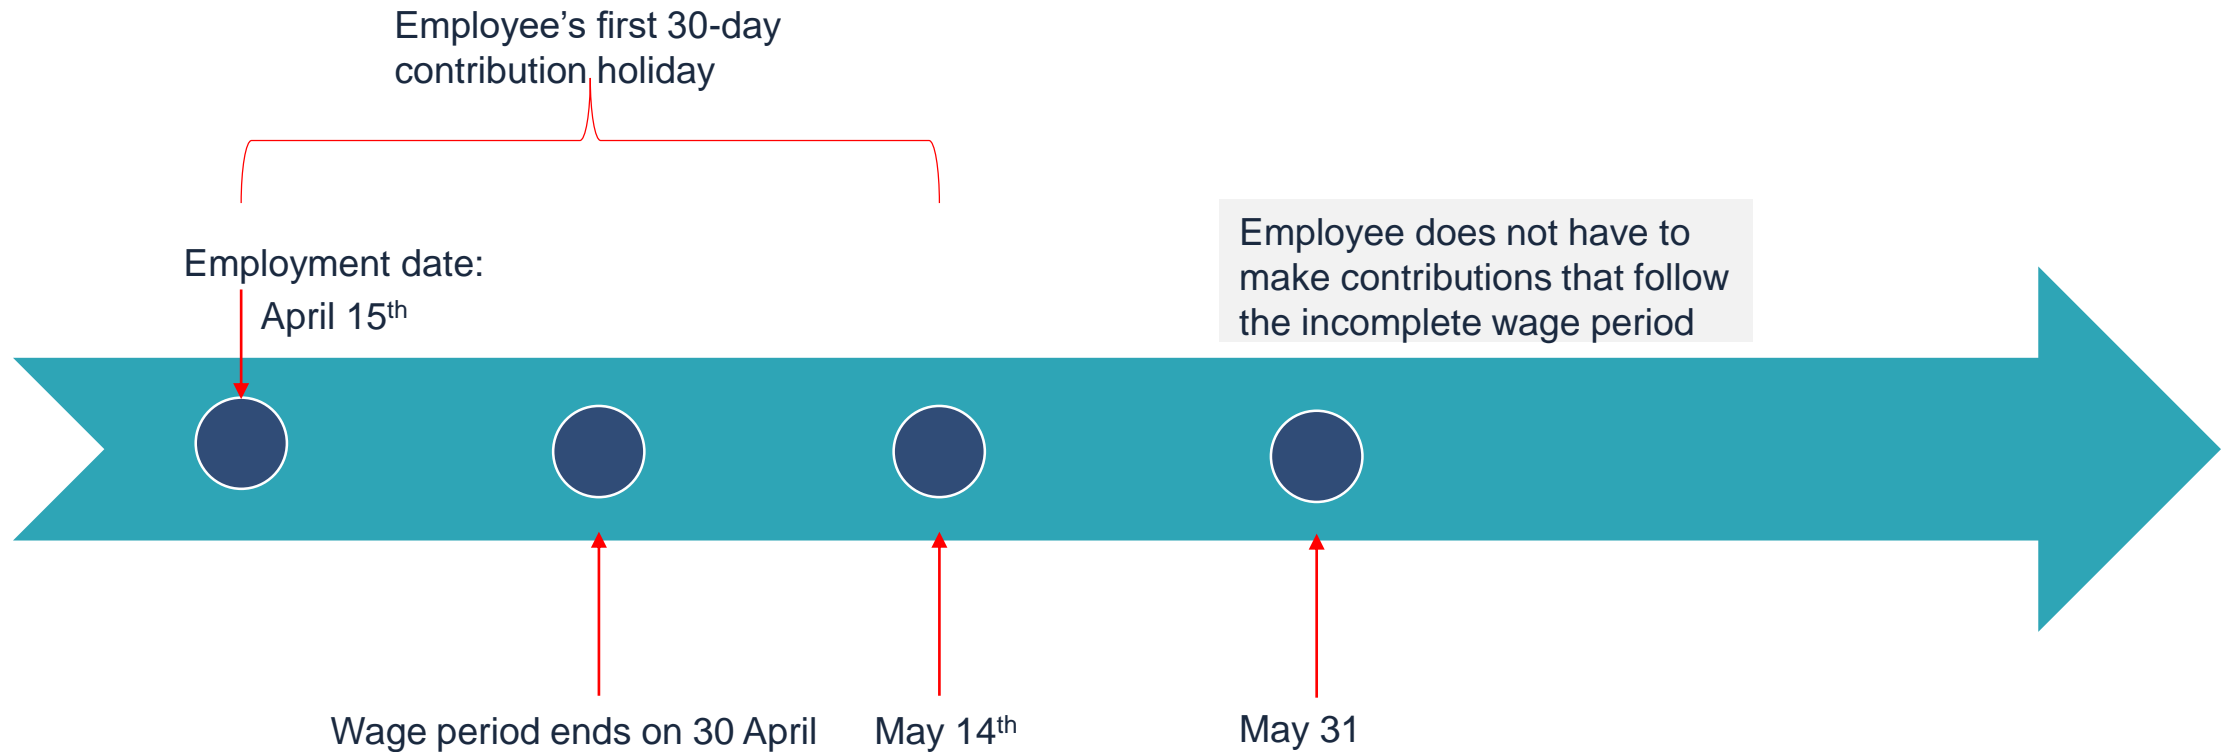 Employee’s first 30-day
contribution holiday
Employment date:
April 15th
Employee does not have to
make contributions that follow
the incomplete wage period
Wage period ends on 30 April
May 14th
May 31